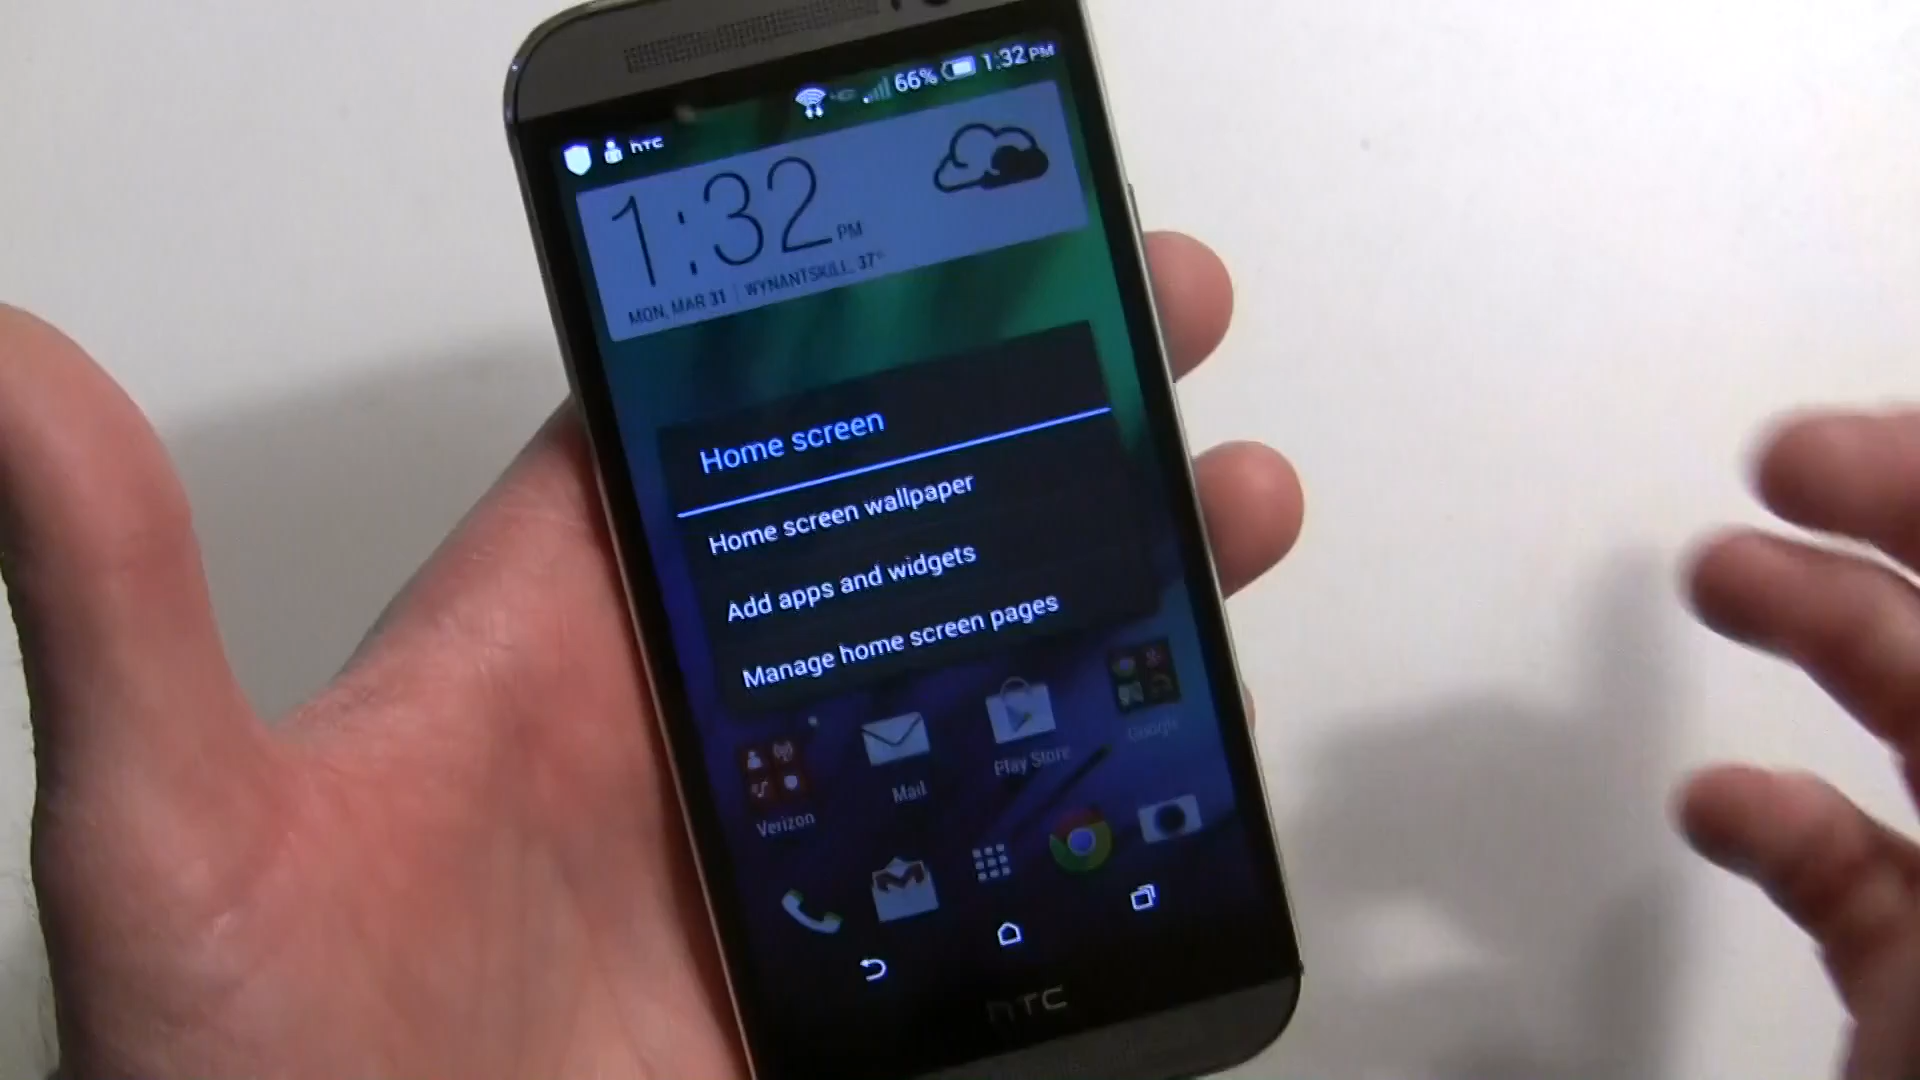 66% 1:32 PM
hTC
1:32 PM
MON, MAR 31 | WYNANTSKILL, 37°
Home screen
Home screen wallpaper
Add apps and widgets
Manage home screen pages
Verizon
Mail
Play Store
Google
hTC